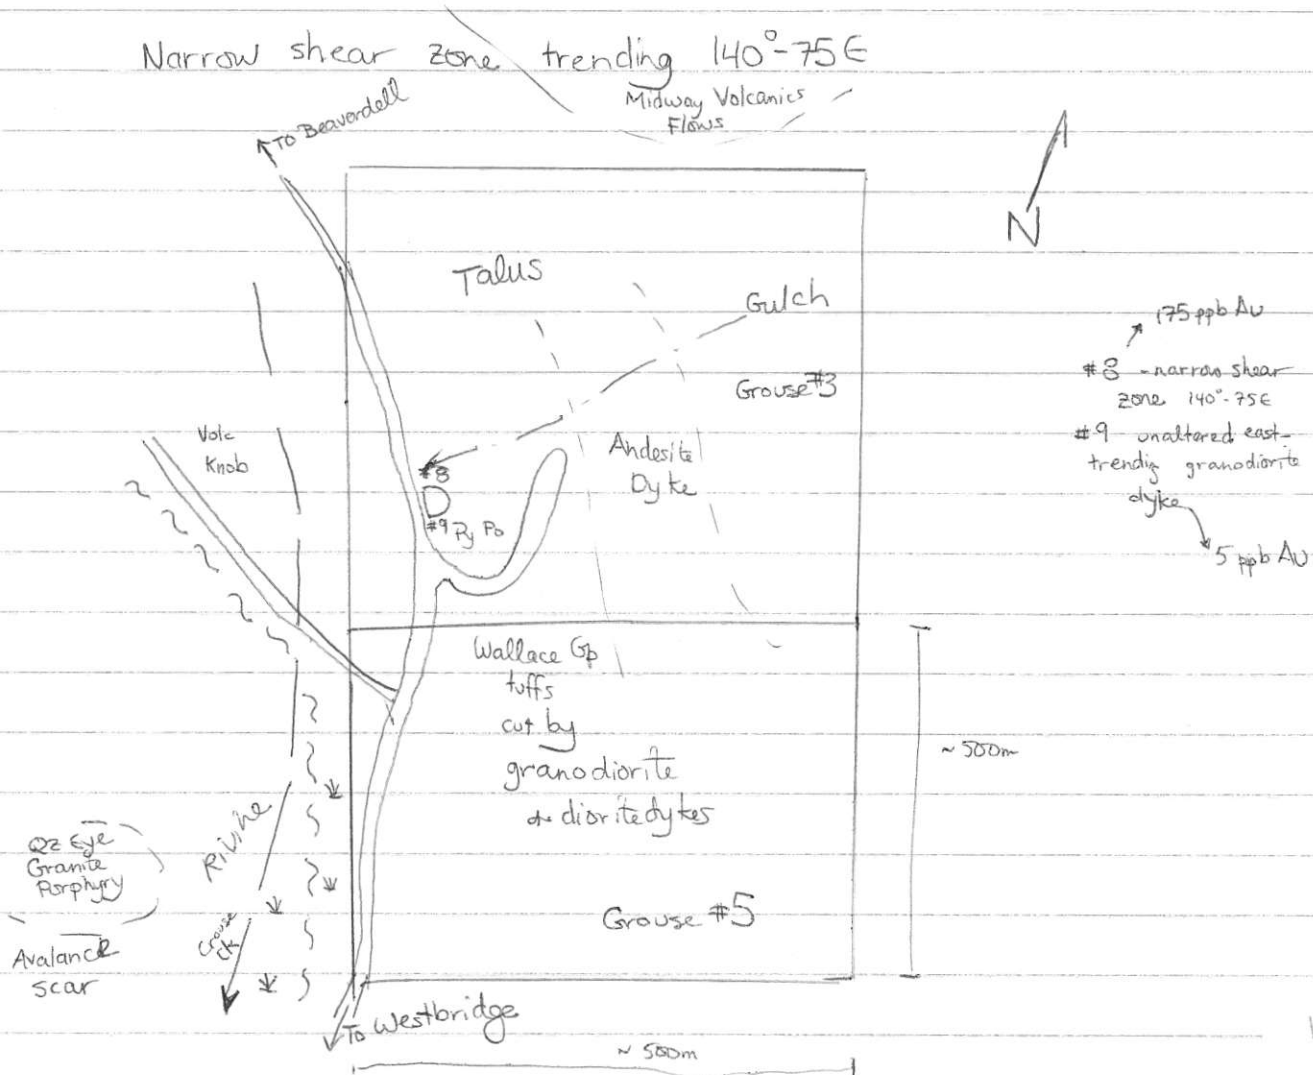 Narrow shear zone trending 140°-75E
Midway Volcanics
Flows
To Beaverdell
N
Talus
Gulch
175 ppb Au
#8 - narrow shear
zone 140°-75E
#9 unaltered east-
trendig granodiorite
dyke
5 ppb Au
Grouse #3
Volc
Knob
Andesite
Dyke
#8
#9 Py Po
Wallace Gp
tuffs
cut by
granodiorite
diorite dykes
~ 500m
Rivine
Qz Eye
Granite
Porphyry
Grouse
Ck
Grouse #5
Avalance
scar
To Westbridge
~ 500m